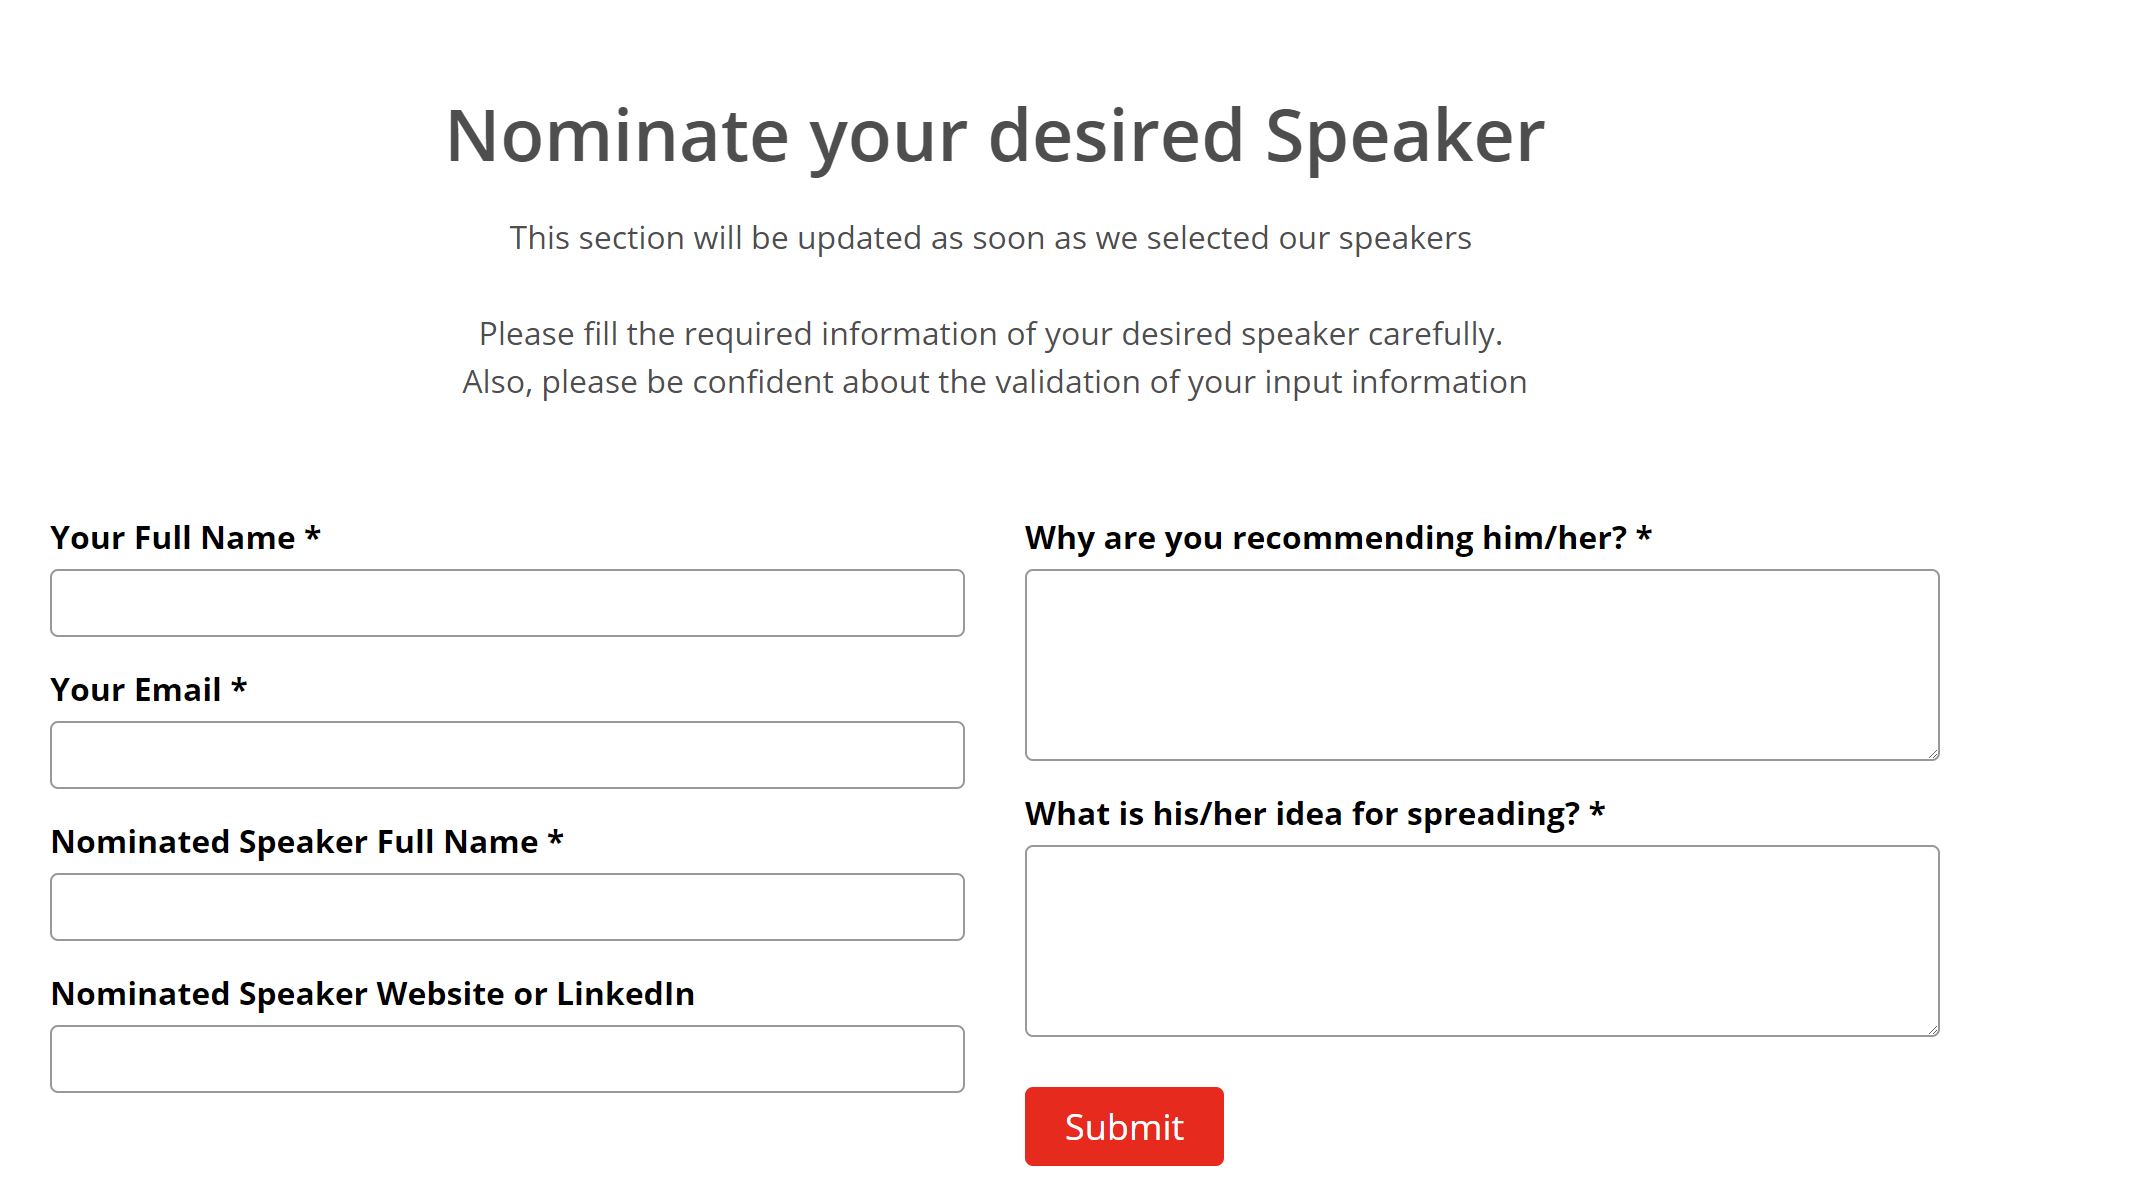 Nominate your desired Speaker
This section will be updated as soon as we selected our speakers
Please fill the required information of your desired speaker carefully.
Also, please be confident about the validation of your input information
Your Full Name *
Your Email *
Nominated Speaker Full Name *
Nominated Speaker Website or LinkedIn
Why are you recommending him/her? *
What is his/her idea for spreading? *
Submit